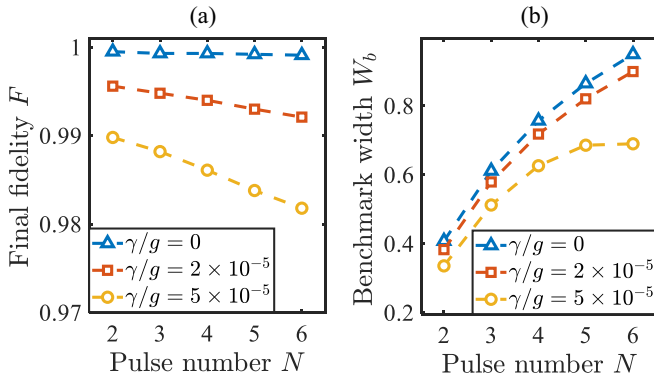 (a)
Final fidelity F
1
0.99
0.98
0.97
γ/g = 0
γ/g = 2 × 10⁻⁵
γ/g = 5 × 10⁻⁵
2 3 4 5 6
Pulse number N
(b)
Benchmark width W_b
0.8
0.6
0.4
0.2
γ/g = 0
γ/g = 2 × 10⁻⁵
γ/g = 5 × 10⁻⁵
2 3 4 5 6
Pulse number N